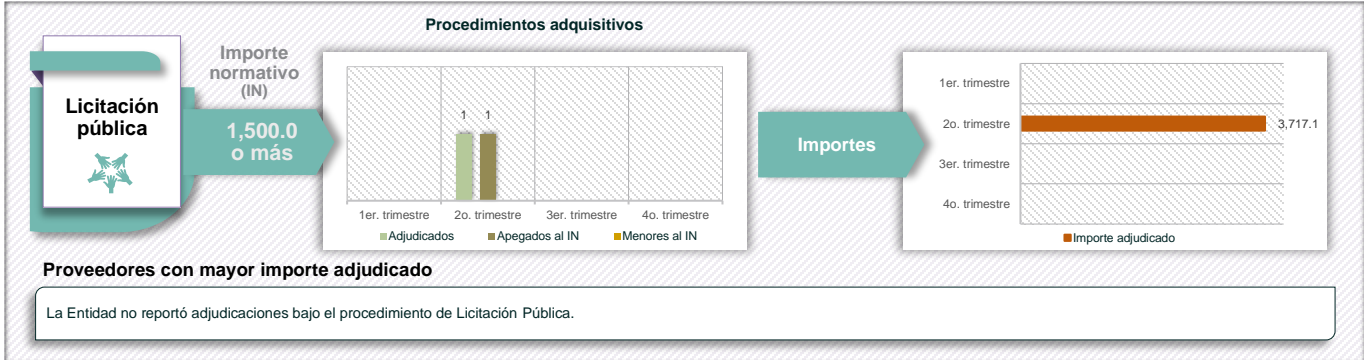 Procedimientos adquisitivos
Licitación
pública
Importe
normativo
(IN)
1,500.0
o más
1 1
1er. trimestre 2o. trimestre 3er. trimestre 4o. trimestre
Adjudicados Apegados al IN Menores al IN
Importes
1er. trimestre
2o. trimestre 3,717.1
3er. trimestre
4o. trimestre
Importe adjudicado
Proveedores con mayor importe adjudicado
La Entidad no reportó adjudicaciones bajo el procedimiento de Licitación Pública.